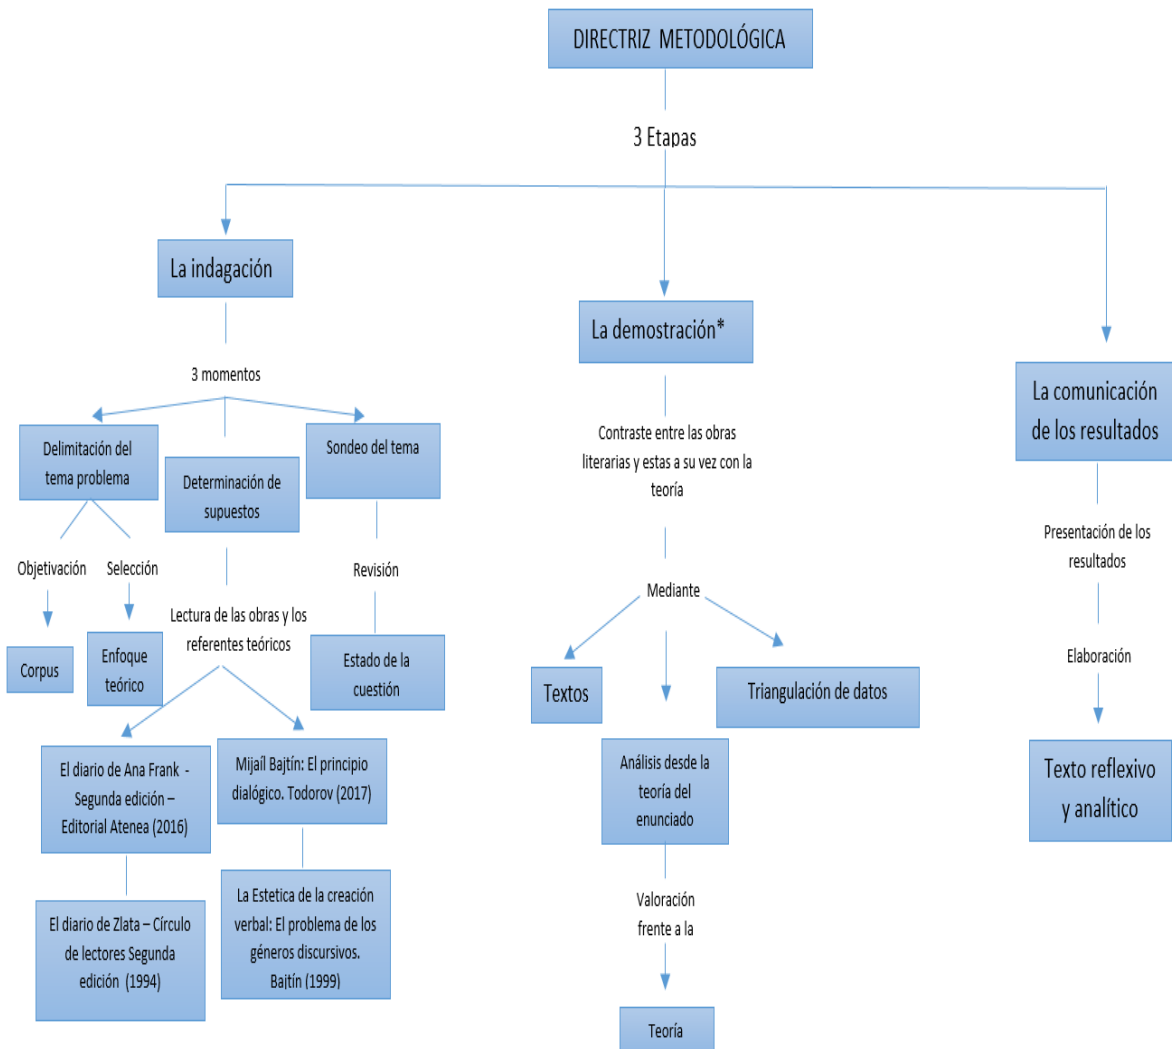 DIRECTRIZ METODOLÓGICA
3 Etapas
La indagación
3 momentos
Delimitación del
tema problema
Determinación de
supuestos
Sondeo del tema
Objetivación
Selección
Revisión
Corpus
Enfoque
teórico
Lectura de las obras y los
referentes teóricos
Estado de la
cuestión
El diario de Ana Frank -
Segunda edición –
Editorial Atenea (2016)
Mijaíl Bajtín: El principio
dialógico. Todorov (2017)
El diario de Zlata – Círculo
de lectores Segunda
edición (1994)
La Estetica de la creación
verbal: El problema de los
géneros discursivos.
Bajtín (1999)
La demostración*
Contraste entre las obras
literarias y estas a su vez con la
teoría
Mediante
Textos
Triangulación de datos
Análisis desde la
teoría del
enunciado
Valoración
frente a la
Teoría
La comunicación
de los resultados
Presentación de los
resultados
Elaboración
Texto reflexivo
y analítico